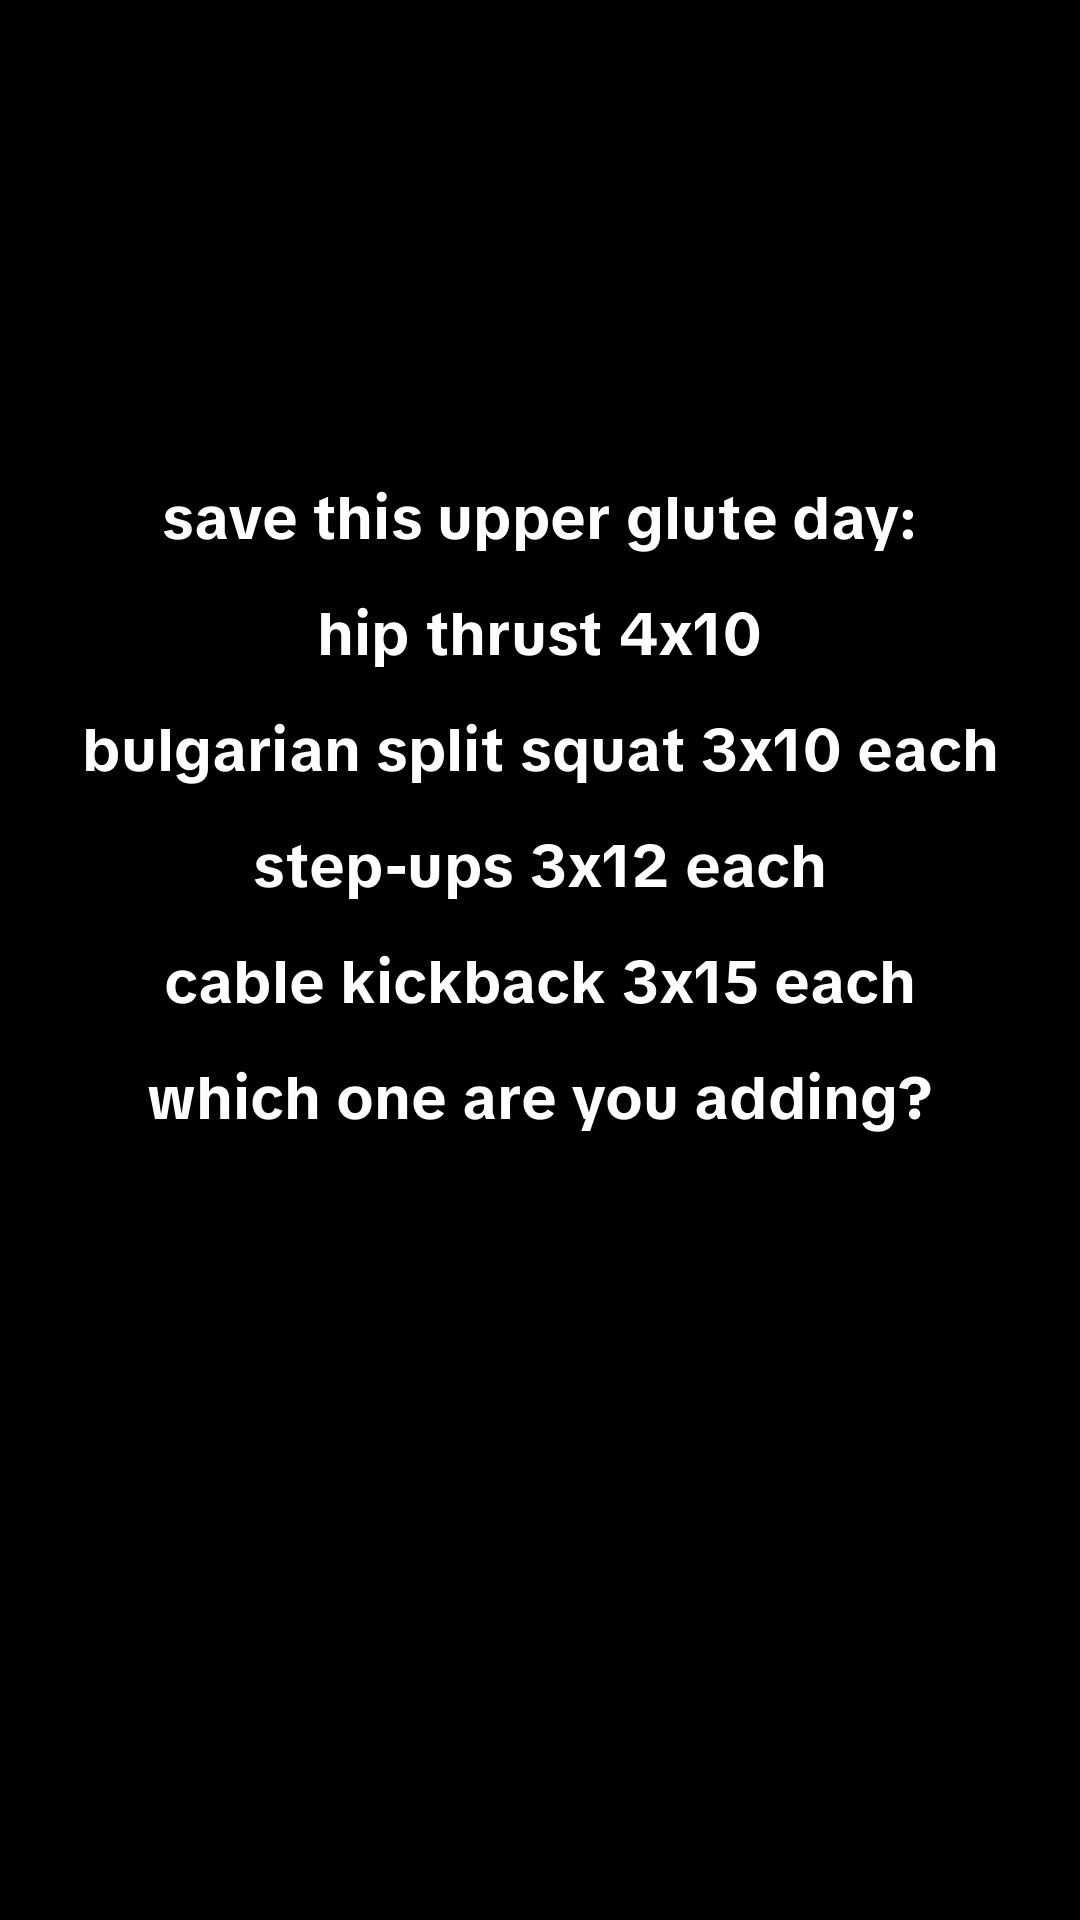 save this upper glute day:
hip thrust 4x10
bulgarian split squat 3x10 each
step-ups 3x12 each
cable kickback 3x15 each
which one are you adding?